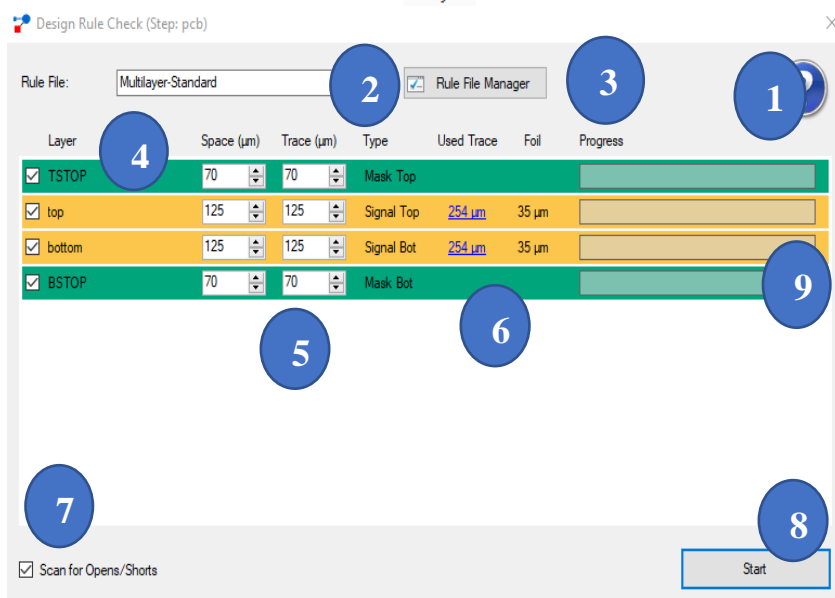 Design Rule Check (Step: pcb)
1
Rule File: Multilayer-Standard 2 Rule File Manager 3
Layer 4 Space (µm) Trace (µm) Type Used Trace Foil Progress
TSTOP 70 70 Mask Top
top 125 125 Signal Top 254 µm 35 µm
bottom 125 125 Signal Bot 254 µm 35 µm
BSTOP 70 70 Mask Bot 9
5 6
7 8
Scan for Opens/Shorts Start